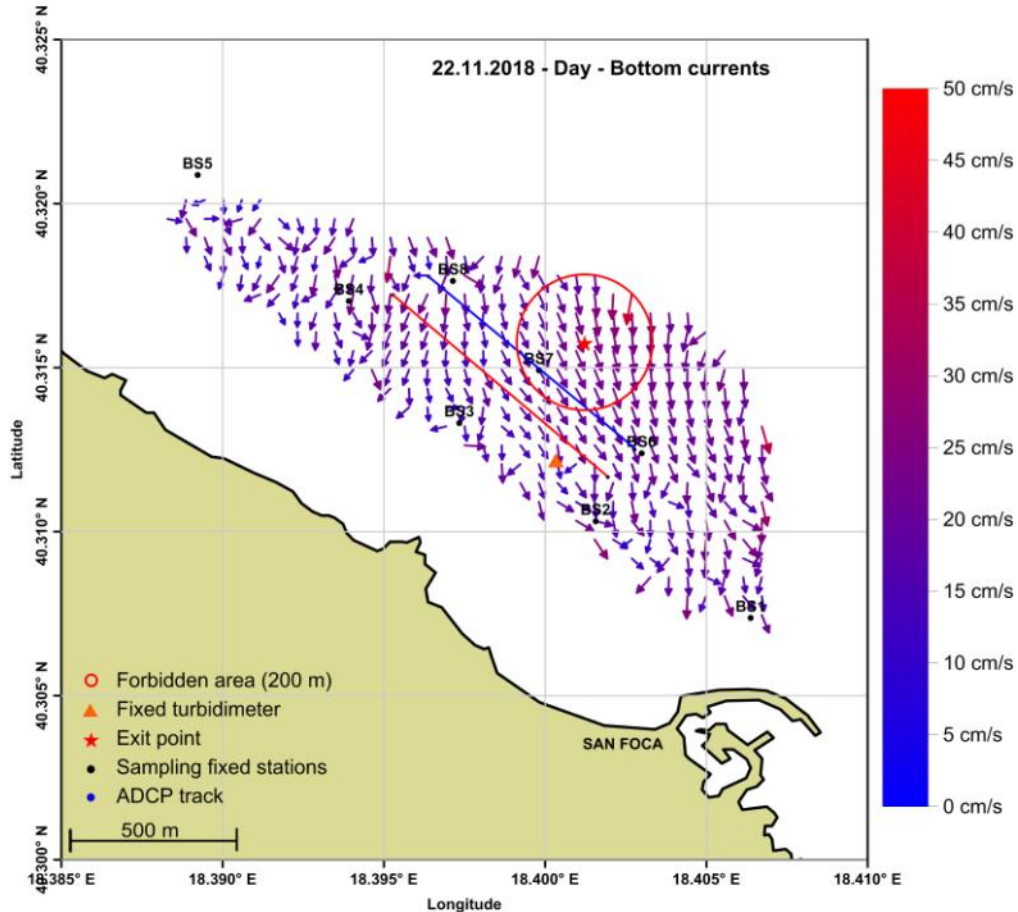 22.11.2018 - Day - Bottom currents
50 cm/s
45 cm/s
40 cm/s
35 cm/s
30 cm/s
25 cm/s
20 cm/s
15 cm/s
10 cm/s
5 cm/s
0 cm/s
40.325° N
40.320° N
40.315° N
40.310° N
40.305° N
40.300° N
Latitude
BS5
BS8
BS4
BS7
BS3
BS6
BS2
BS1
SAN FOCA
Forbidden area (200 m)
Fixed turbidimeter
Exit point
Sampling fixed stations
ADCP track
500 m
18.385° E
18.390° E
18.395° E
18.400° E
18.405° E
18.410° E
Longitude